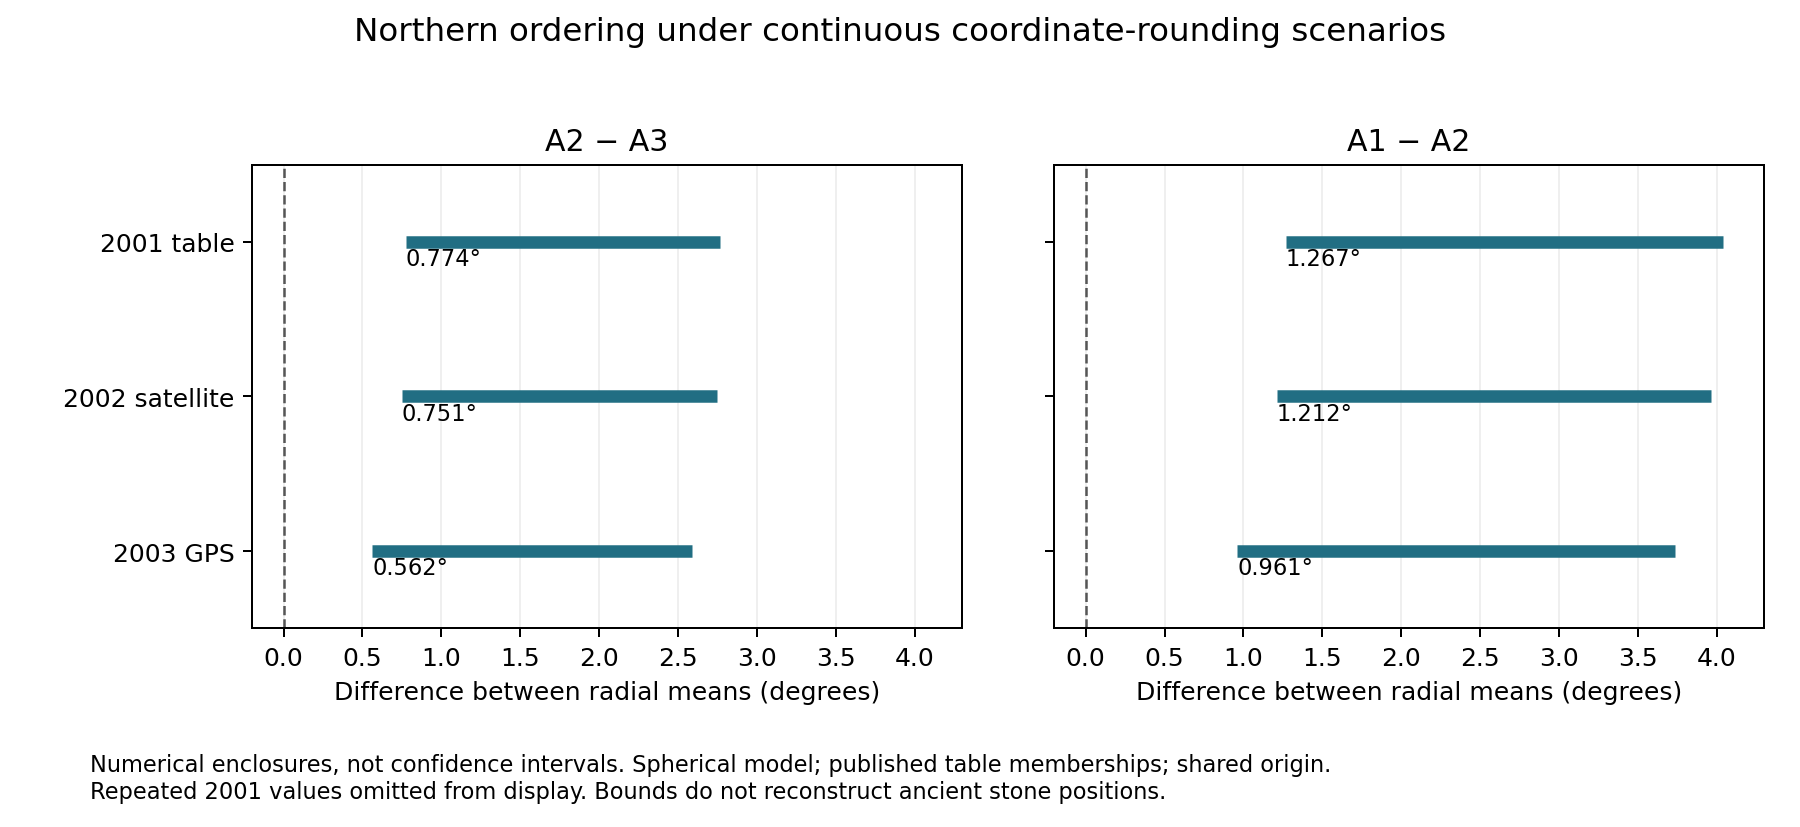 Northern ordering under continuous coordinate-rounding scenarios
A2 − A3
A1 − A2
2001 table
0.774°
1.267°
2002 satellite
0.751°
1.212°
2003 GPS
0.562°
0.961°
0.0 0.5 1.0 1.5 2.0 2.5 3.0 3.5 4.0
0.0 0.5 1.0 1.5 2.0 2.5 3.0 3.5 4.0
Difference between radial means (degrees)
Difference between radial means (degrees)
Numerical enclosures, not confidence intervals. Spherical model; published table memberships; shared origin.
Repeated 2001 values omitted from display. Bounds do not reconstruct ancient stone positions.